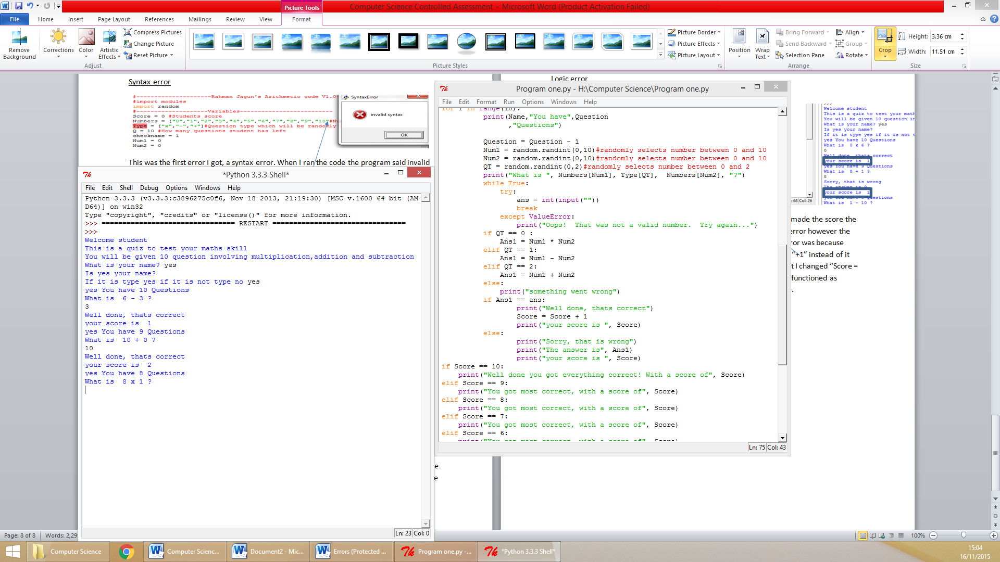 Computer Science Controlled Assessment - Microsoft Word (Product Activation Failed)
Picture Tools
File Home Insert Page Layout References Mailings Review View Format
Remove Background
Corrections
Color
Artistic Effects
Compress Pictures
Change Picture
Reset Picture
Adjust
Picture Styles
Picture Border
Picture Effects
Picture Layout
Position
Wrap Text
Bring Forward
Send Backward
Selection Pane
Align
Group
Rotate
Arrange
Crop
Height: 3.36 cm
Width: 11.51 cm
Size
Syntax error
#---------------------Rahman Jagun's Arithmetic code V1.0-
#import modules
import random
#--------------------Variables--------------------------
Score = 0 #Students score
Numbers = ["0","1","2","3","4","5","6","7","8","9","10"
Type = ["x","-","+"]#Question type which will be randomly
Q = 10 #How many questions student has left
checkname = 1
Num1 = 0
Num2 = 0
SyntaxError
invalid syntax
OK
This was the first error I got, a syntax error. When I ran the code the program said invalid
*Python 3.3.3 Shell*
File Edit Shell Debug Options Windows Help
Python 3.3.3 (v3.3.3:c3896275c0f6, Nov 18 2013, 21:19:30) [MSC v.1600 64 bit (AM
D64)] on win32
Type "copyright", "credits" or "license()" for more information.
>>> ================================ RESTART ================================
>>>
Welcome student
This is a quiz to test your maths skill
You will be given 10 question involving multiplication,addition and subtraction
What is your name? yes
Is yes your name?
If it is type yes if it is not type no yes
yes You have 10 Questions
What is  6 - 3 ?
3
Well done, thats correct
your score is  1
yes You have 9 Questions
What is  10 + 0 ?
10
Well done, thats correct
your score is  2
yes You have 8 Questions
What is  8 x 1 ?
Ln: 23 Col: 0
Program one.py - H:\Computer Science\Program one.py
File Edit Format Run Options Windows Help
for i in range(10):
print(Name,"You have",Question
,"Questions")
Question = Question - 1
Num1 = random.randint(0,10)#randomly selects number between 0 and 10
Num2 = random.randint(0,10)#randomly selects number between 0 and 10
QT = random.randint(0,2)#randomly selects number between 0 and 2
print("What is ", Numbers[Num1], Type[QT],  Numbers[Num2], "?")
while True:
try:
ans = int(input(""))
break
except ValueError:
print("Oops!  That was not a valid number.  Try again...")
if QT == 0 :
Ans1 = Num1 * Num2
elif QT == 1:
Ans1 = Num1 - Num2
elif QT == 2:
Ans1 = Num1 + Num2
else:
print("something went wrong")
if Ans1 == ans:
print("Well done, thats correct")
Score = Score + 1
print("your score is ", Score)
else:
print("Sorry, that is wrong")
print("The answer is", Ans1)
print("your score is ", Score)
if Score == 10:
print("Well done you got everything correct! With a score of", Score)
elif Score == 9:
print("You got most correct, with a score of", Score)
elif Score == 8:
print("You got most correct, with a score of", Score)
elif Score == 7:
print("You got most correct, with a score of", Score)
elif Score == 6:
print("You got most correct, with a score of", Score)
Ln: 75 Col: 43
Logic error
Welcome student
This is a quiz to test your math
You will be given 10 question in
What is your name? yes
Is yes your name?
If it is type yes if it is not t
yes You have 10 Questions
What is  0 x 6 ?
0
Well done, thats correct
your score is  1
yes You have 9 Questions
What is  8 + 1 ?
8
Sorry, that is wrong
The answer is 9
your score is  1
What is  1 - 10 ?
: 68 Col: 26
made the score the
error however the
ror was because
"+1" instead of it
t I changed "Score =
functioned as
e
e
Page: 8 of 8 Words: 2,29
100%
Computer Science
Computer Scienc...
Document2 - Mic...
Errors (Protected ...
Program one.py -...
*Python 3.3.3 Shell*
15:04
16/11/2015